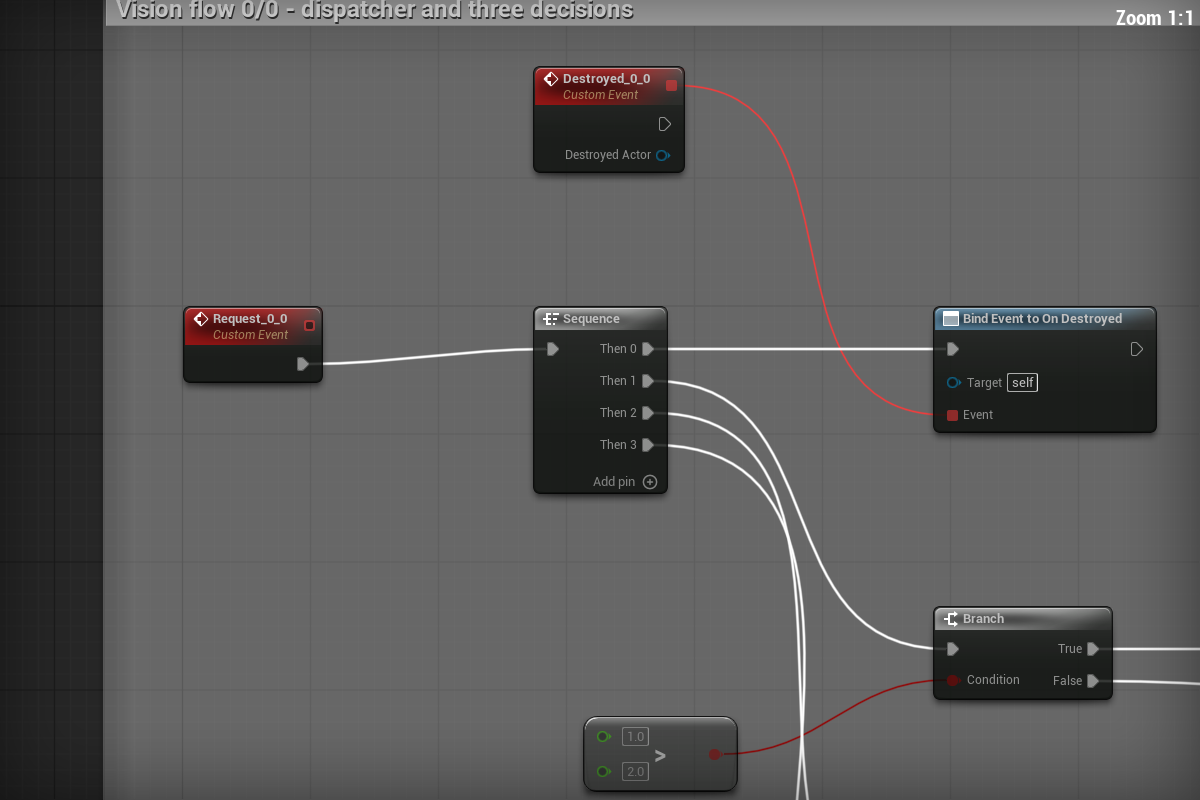 Vision flow 0/0 - dispatcher and three decisions
Zoom 1:1
Destroyed_0_0
Custom Event
Destroyed Actor
Request_0_0
Custom Event
Sequence
Then 0
Then 1
Then 2
Then 3
Add pin
Bind Event to On Destroyed
Target self
Event
Branch
True
Condition
False
1.0
>
2.0